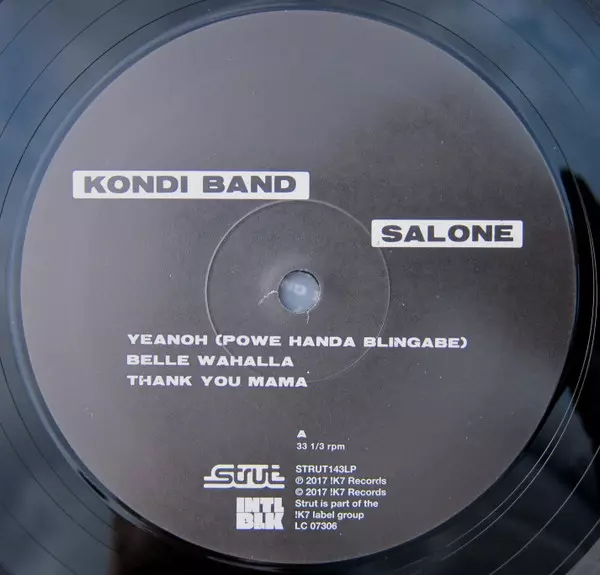 KONDI BAND
SALONE
YEANOH (POWE HANDA BLINGABE)
BELLE WAHALLA
THANK YOU MAMA
A
33 1/3 rpm
Strut
INTL BLK
STRUT143LP
℗ 2017 !K7 Records
© 2017 !K7 Records
Strut is part of the
!K7 label group
LC 07306